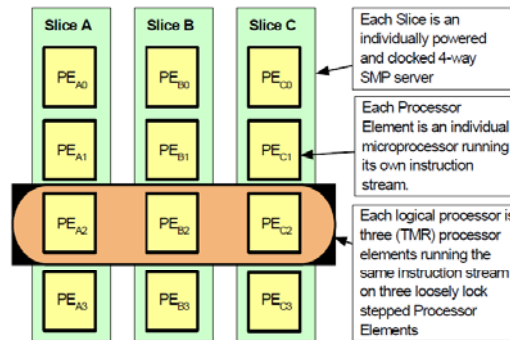 Slice A Slice B Slice C
PEA0 PEB0 PEC0
PEA1 PEB1 PEC1
PEA2 PEB2 PEC2
PEA3 PEB3 PEC3
Each Slice is an
individually powered
and clocked 4-way
SMP server
Each Processor
Element is an individual
microprocessor running
its own instruction
stream.
Each logical processor is
three (TMR) processor
elements running the
same instruction stream
on three loosely lock
stepped Processor
Elements